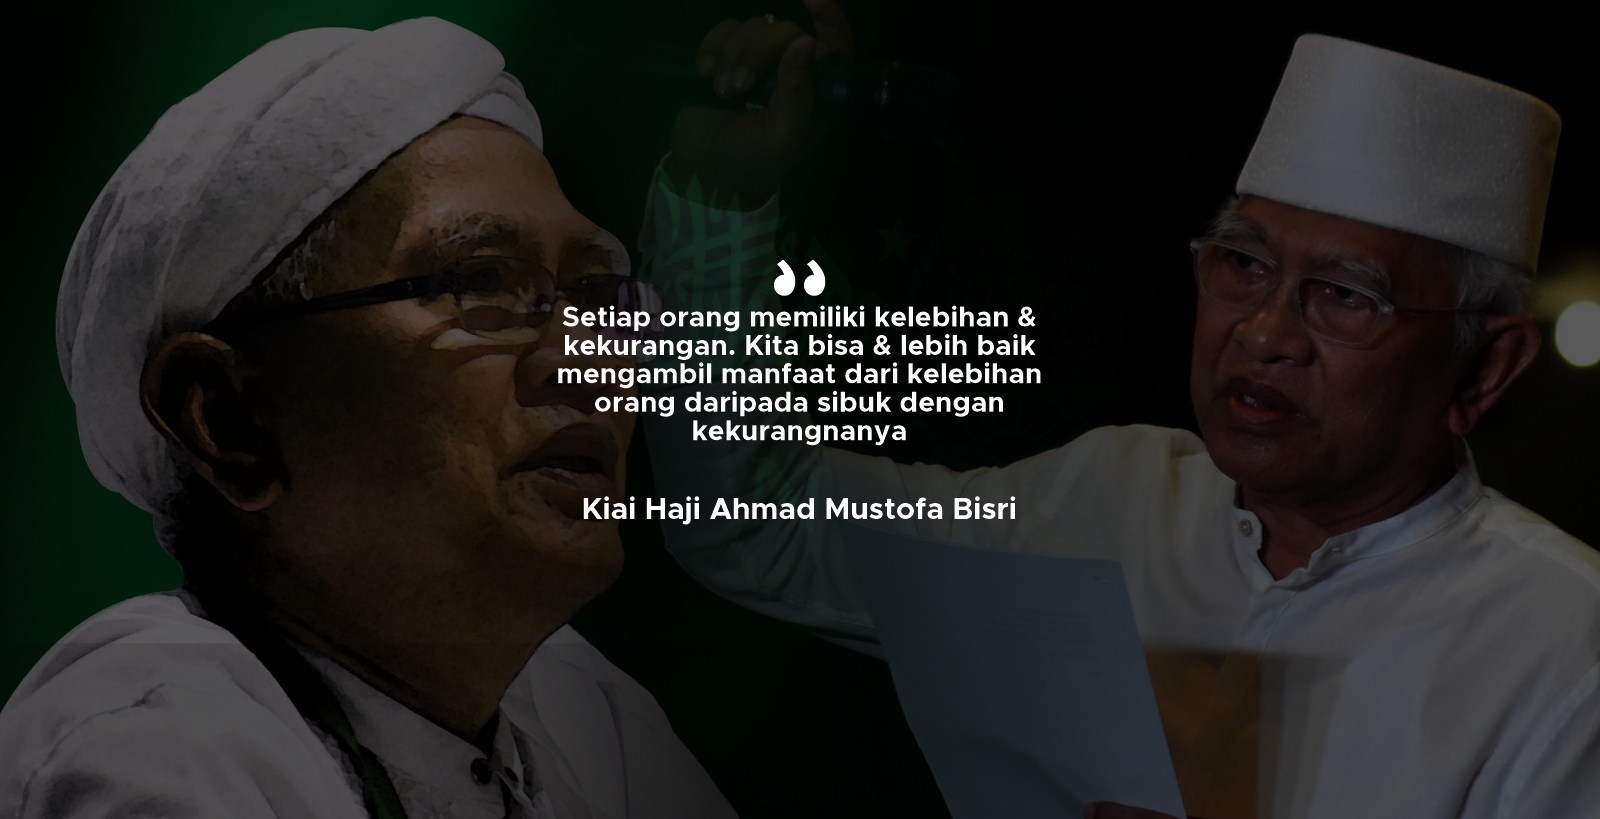 Setiap orang memiliki kelebihan &
kekurangan. Kita bisa & lebih baik
mengambil manfaat dari kelebihan
orang daripada sibuk dengan
kekurangnanya
Kiai Haji Ahmad Mustofa Bisri